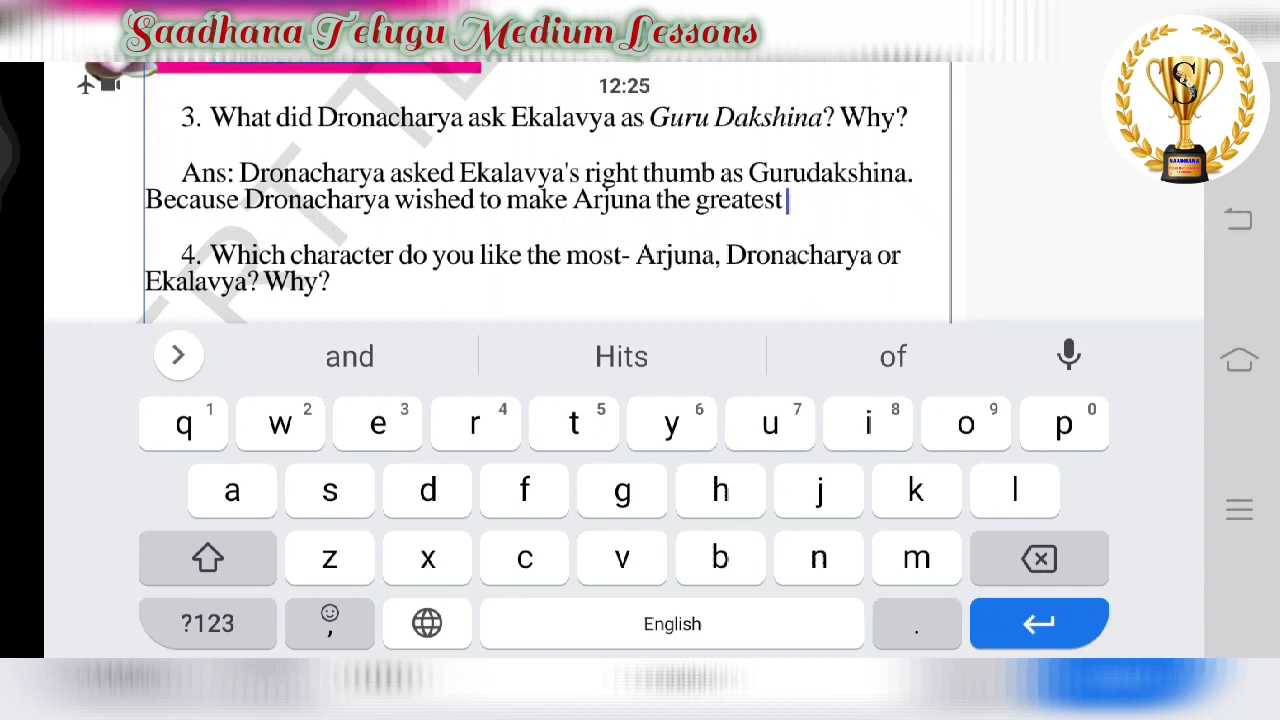 Saadhana Telugu Medium Lessons
12:25
3. What did Dronacharya ask Ekalavya as Guru Dakshina? Why?
Ans: Dronacharya asked Ekalavya's right thumb as Gurudakshina.
Because Dronacharya wished to make Arjuna the greatest
4. Which character do you like the most- Arjuna, Dronacharya or
Ekalavya? Why?
and Hits of
q 1 w 2 e 3 r 4 t 5 y 6 u 7 i 8 o 9 p 0
a s d f g h j k l
z x c v b n m
?123 , English .
S
SAADHANA